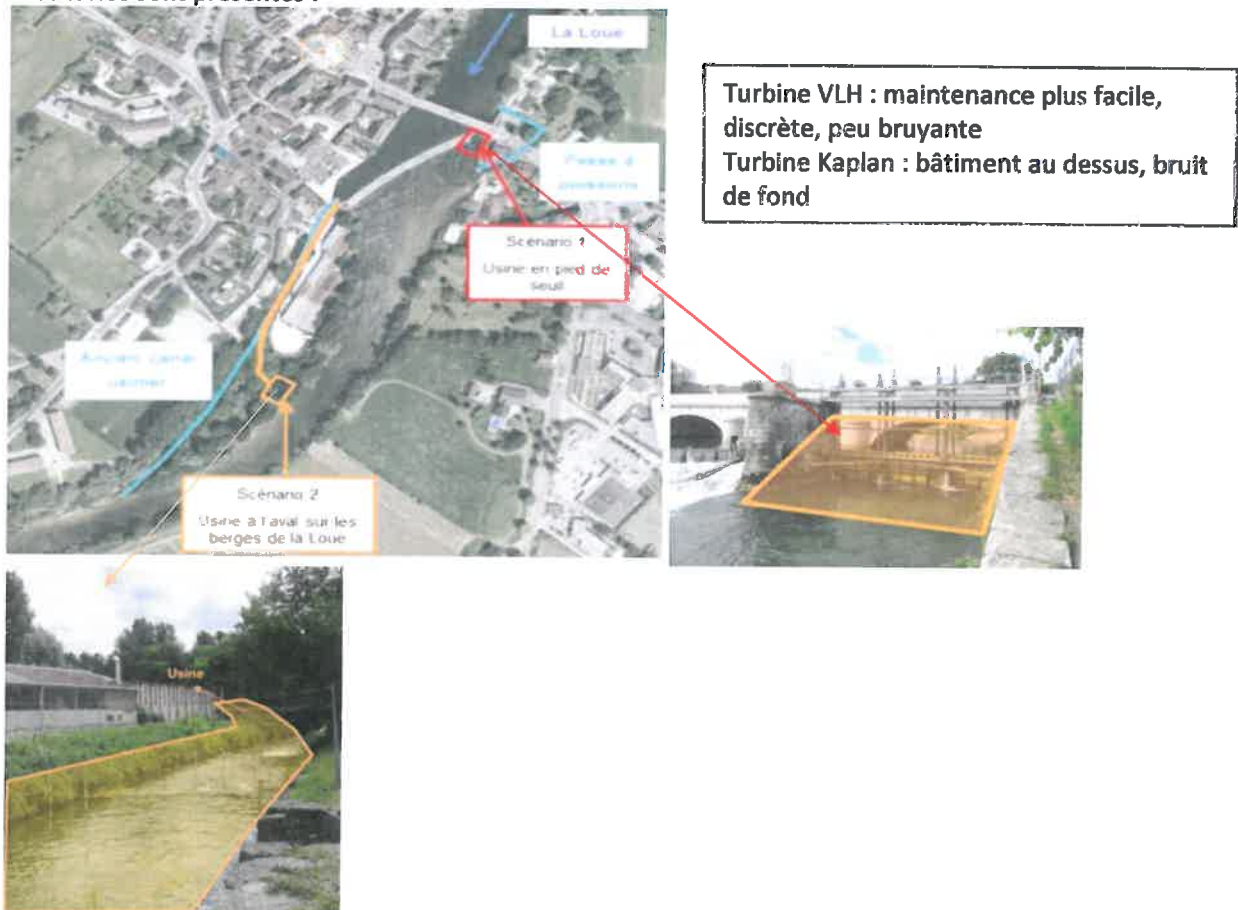 sont présentés :
La Loue
Turbine VLH : maintenance plus facile,
discrète, peu bruyante
Turbine Kaplan : bâtiment au dessus, bruit
de fond
Passe à
poissons
Scénario 1
Usine en pied de
seuil
Ancien canal
usinier
Scénario 2
Usine à l'aval sur les
berges de la Loue
Usine